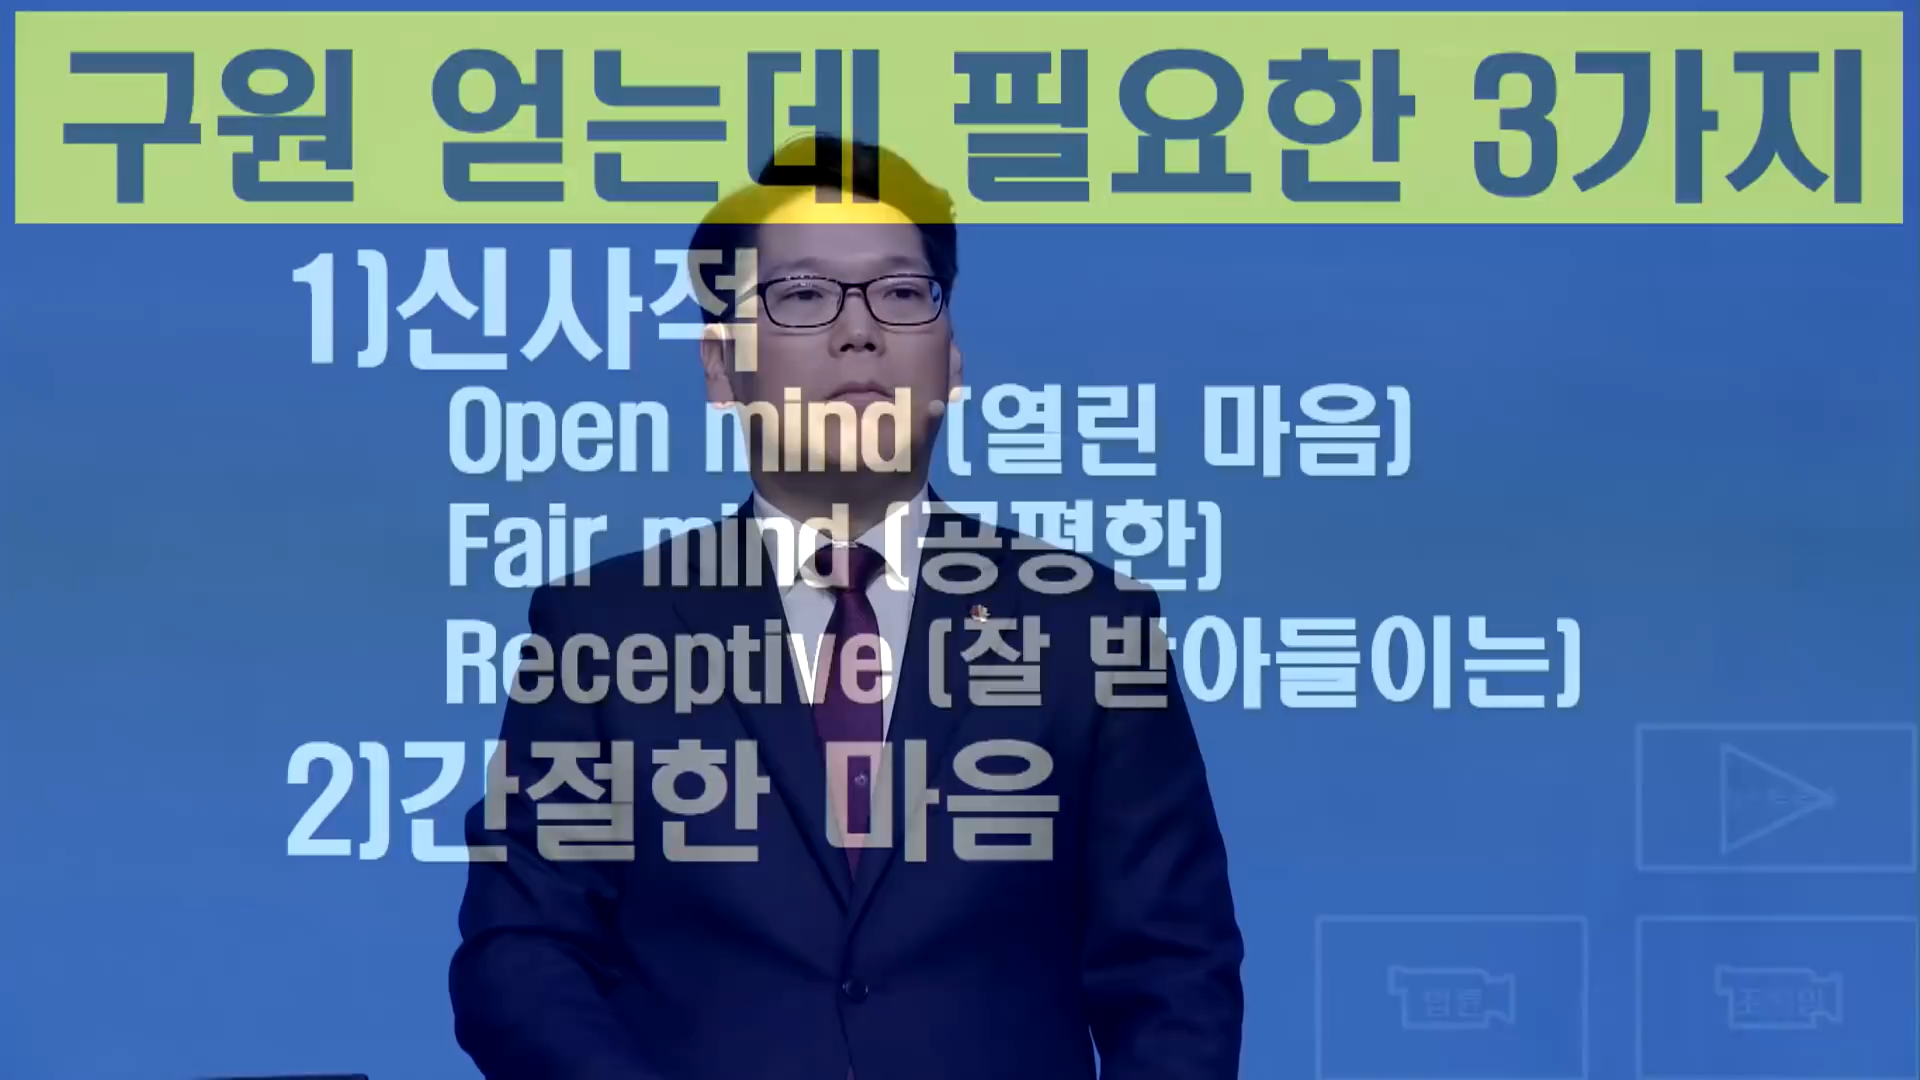 구원 얻는데 필요한 3가지
1)신사적
Open mind (열린 마음)
Fair mind (공평한)
Receptive (잘 받아들이는)
2)간절한 마음